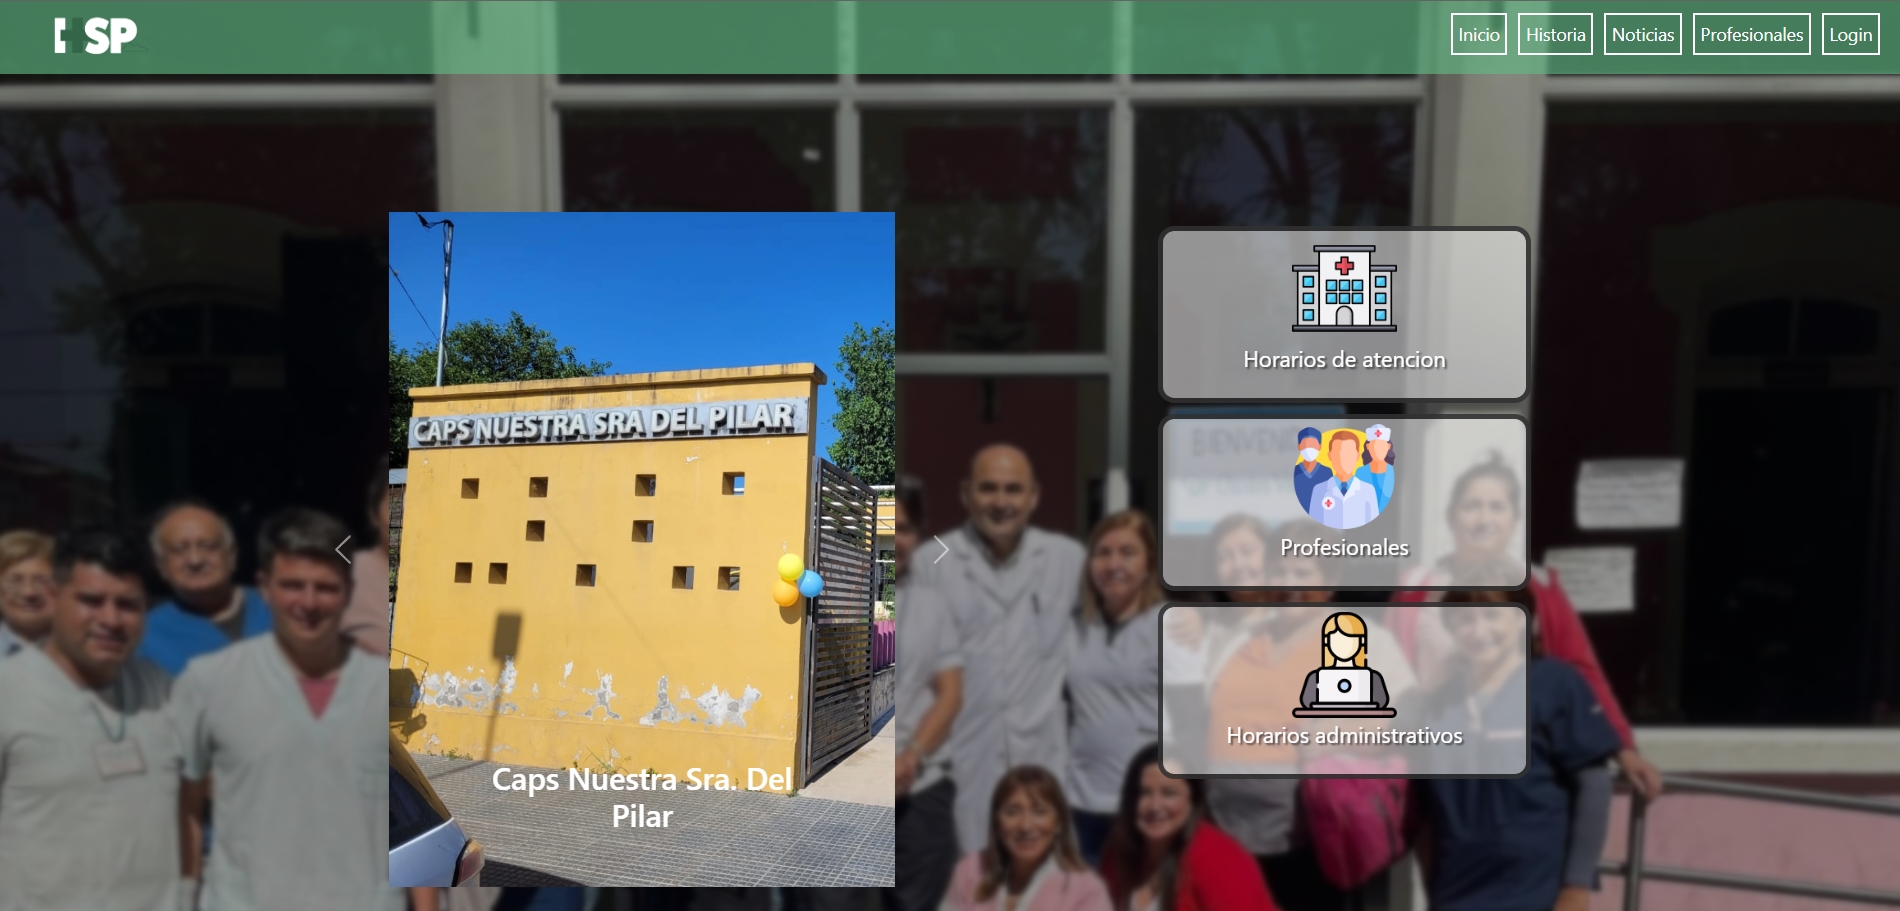 HSP
Inicio
Historia
Noticias
Profesionales
Login
CAPS NUESTRA SRA DEL PILAR
Caps Nuestra Sra. Del
Pilar
Horarios de atencion
BIENVENI
Profesionales
Horarios administrativos